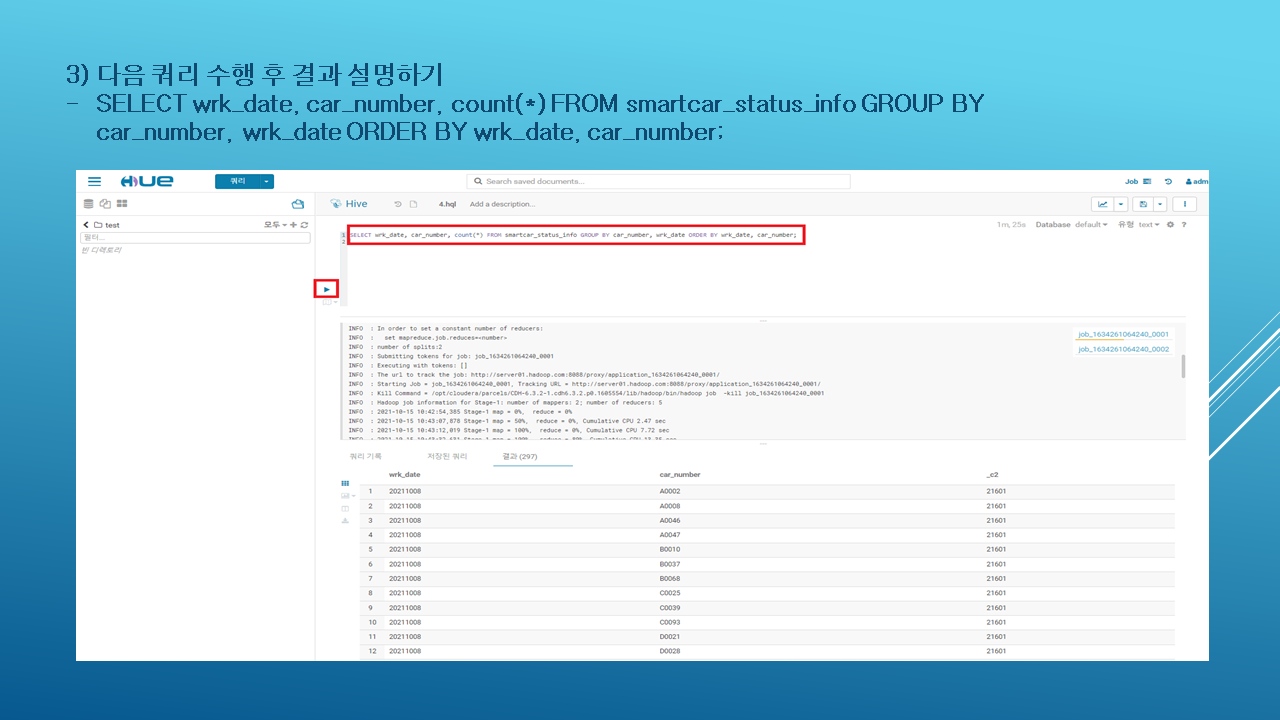 3) 다음 쿼리 수행 후 결과 설명하기
- SELECT wrk_date, car_number, count(*) FROM smartcar_status_info GROUP BY
car_number, wrk_date ORDER BY wrk_date, car_number;
HUE
쿼리
Search saved documents...
Job
adm
Hive
4.hql
Add a description...
test
모두
필터...
빈 디렉토리
1m, 25s Database default 유형 text ?
1 SELECT wrk_date, car_number, count(*) FROM smartcar_status_info GROUP BY car_number, wrk_date ORDER BY wrk_date, car_number;
2
INFO : In order to set a constant number of reducers:
INFO : set mapreduce.job.reduces=<number>
INFO : number of splits:2
INFO : Submitting tokens for job: job_1634261064240_0001
INFO : Executing with tokens: []
INFO : The url to track the job: http://server01.hadoop.com:8088/proxy/application_1634261064240_0001/
INFO : Starting Job = job_1634261064240_0001, Tracking URL = http://server01.hadoop.com:8088/proxy/application_1634261064240_0001/
INFO : Kill Command = /opt/cloudera/parcels/CDH-6.3.2-1.cdh6.3.2.p0.1605554/lib/hadoop/bin/hadoop job -kill job_1634261064240_0001
INFO : Hadoop job information for Stage-1: number of mappers: 2; number of reducers: 5
INFO : 2021-10-15 10:42:54,385 Stage-1 map = 0%, reduce = 0%
INFO : 2021-10-15 10:43:07,878 Stage-1 map = 50%, reduce = 0%, Cumulative CPU 2.47 sec
INFO : 2021-10-15 10:43:12,019 Stage-1 map = 100%, reduce = 0%, Cumulative CPU 7.72 sec
job_1634261064240_0001
job_1634261064240_0002
쿼리 기록 저장된 쿼리 결과 (297)
wrk_date car_number _c2
1 20211008 A0002 21601
2 20211008 A0008 21601
3 20211008 A0046 21601
4 20211008 A0047 21601
5 20211008 B0010 21601
6 20211008 B0037 21601
7 20211008 B0068 21601
8 20211008 C0025 21601
9 20211008 C0039 21601
10 20211008 C0093 21601
11 20211008 D0021 21601
12 20211008 D0028 21601